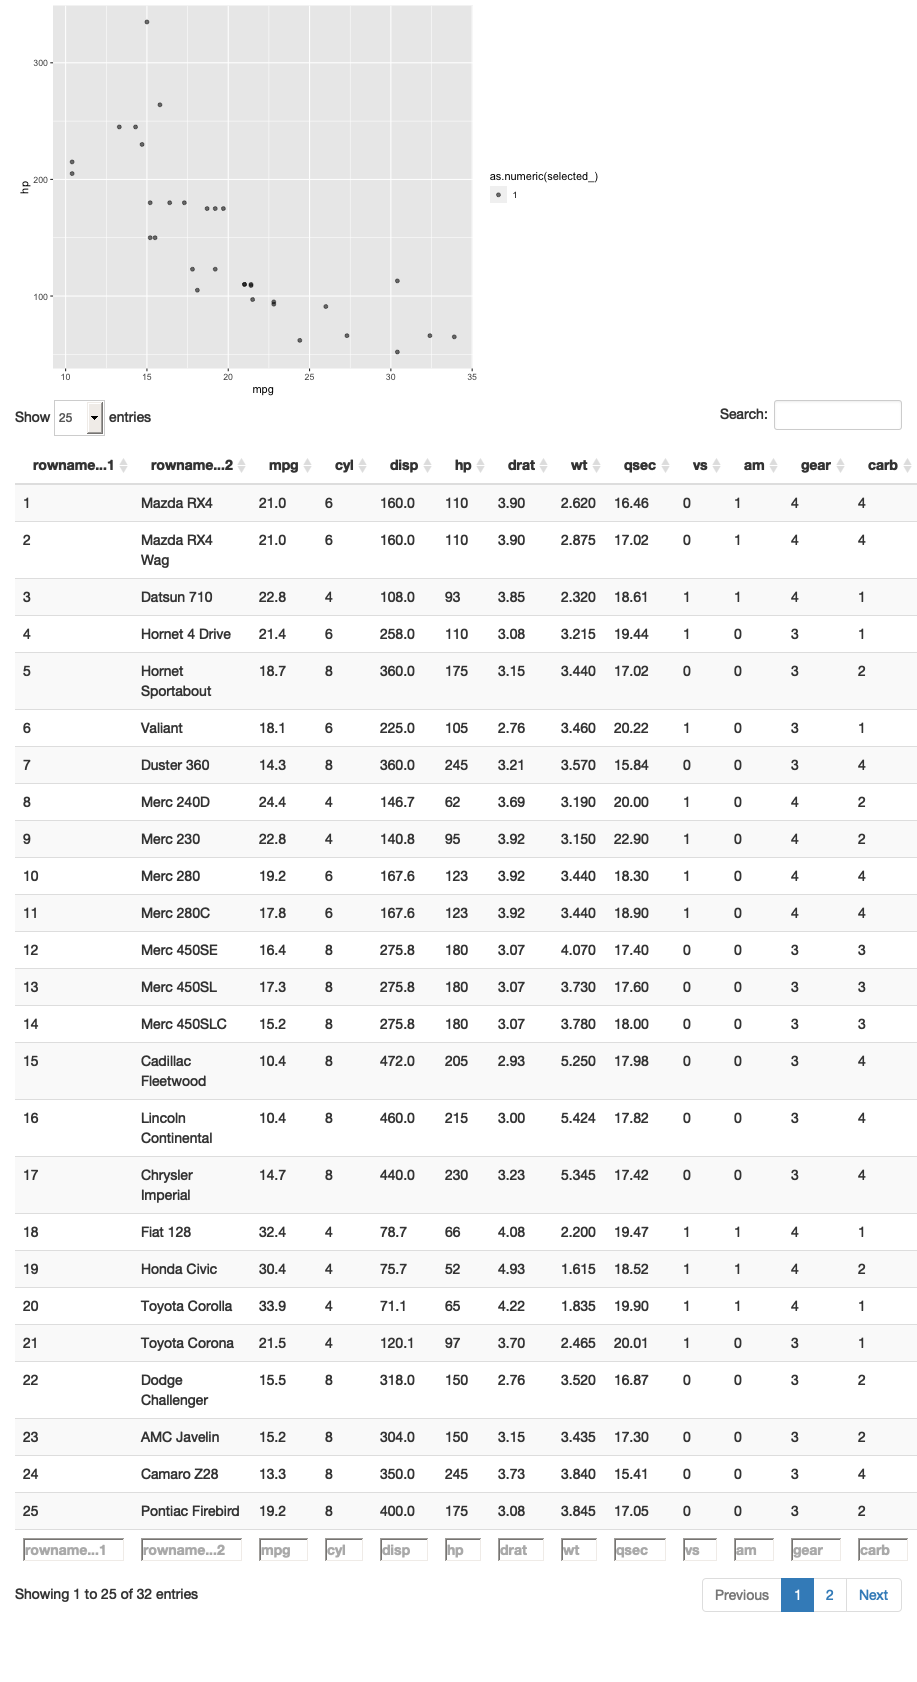 300
200
100
hp
10 15 20 25 30 35
mpg
as.numeric(selected_)
1
Show 25 entries
Search:
rowname...1 rowname...2 mpg cyl disp hp drat wt qsec vs am gear carb
1 Mazda RX4 21.0 6 160.0 110 3.90 2.620 16.46 0 1 4 4
2 Mazda RX4 21.0 6 160.0 110 3.90 2.875 17.02 0 1 4 4
Wag
3 Datsun 710 22.8 4 108.0 93 3.85 2.320 18.61 1 1 4 1
4 Hornet 4 Drive 21.4 6 258.0 110 3.08 3.215 19.44 1 0 3 1
5 Hornet 18.7 8 360.0 175 3.15 3.440 17.02 0 0 3 2
Sportabout
6 Valiant 18.1 6 225.0 105 2.76 3.460 20.22 1 0 3 1
7 Duster 360 14.3 8 360.0 245 3.21 3.570 15.84 0 0 3 4
8 Merc 240D 24.4 4 146.7 62 3.69 3.190 20.00 1 0 4 2
9 Merc 230 22.8 4 140.8 95 3.92 3.150 22.90 1 0 4 2
10 Merc 280 19.2 6 167.6 123 3.92 3.440 18.30 1 0 4 4
11 Merc 280C 17.8 6 167.6 123 3.92 3.440 18.90 1 0 4 4
12 Merc 450SE 16.4 8 275.8 180 3.07 4.070 17.40 0 0 3 3
13 Merc 450SL 17.3 8 275.8 180 3.07 3.730 17.60 0 0 3 3
14 Merc 450SLC 15.2 8 275.8 180 3.07 3.780 18.00 0 0 3 3
15 Cadillac 10.4 8 472.0 205 2.93 5.250 17.98 0 0 3 4
Fleetwood
16 Lincoln 10.4 8 460.0 215 3.00 5.424 17.82 0 0 3 4
Continental
17 Chrysler 14.7 8 440.0 230 3.23 5.345 17.42 0 0 3 4
Imperial
18 Fiat 128 32.4 4 78.7 66 4.08 2.200 19.47 1 1 4 1
19 Honda Civic 30.4 4 75.7 52 4.93 1.615 18.52 1 1 4 2
20 Toyota Corolla 33.9 4 71.1 65 4.22 1.835 19.90 1 1 4 1
21 Toyota Corona 21.5 4 120.1 97 3.70 2.465 20.01 1 0 3 1
22 Dodge 15.5 8 318.0 150 2.76 3.520 16.87 0 0 3 2
Challenger
23 AMC Javelin 15.2 8 304.0 150 3.15 3.435 17.30 0 0 3 2
24 Camaro Z28 13.3 8 350.0 245 3.73 3.840 15.41 0 0 3 4
25 Pontiac Firebird 19.2 8 400.0 175 3.08 3.845 17.05 0 0 3 2
rowname...1 rowname...2 mpg cyl disp hp drat wt qsec vs am gear carb
Showing 1 to 25 of 32 entries
Previous 1 2 Next